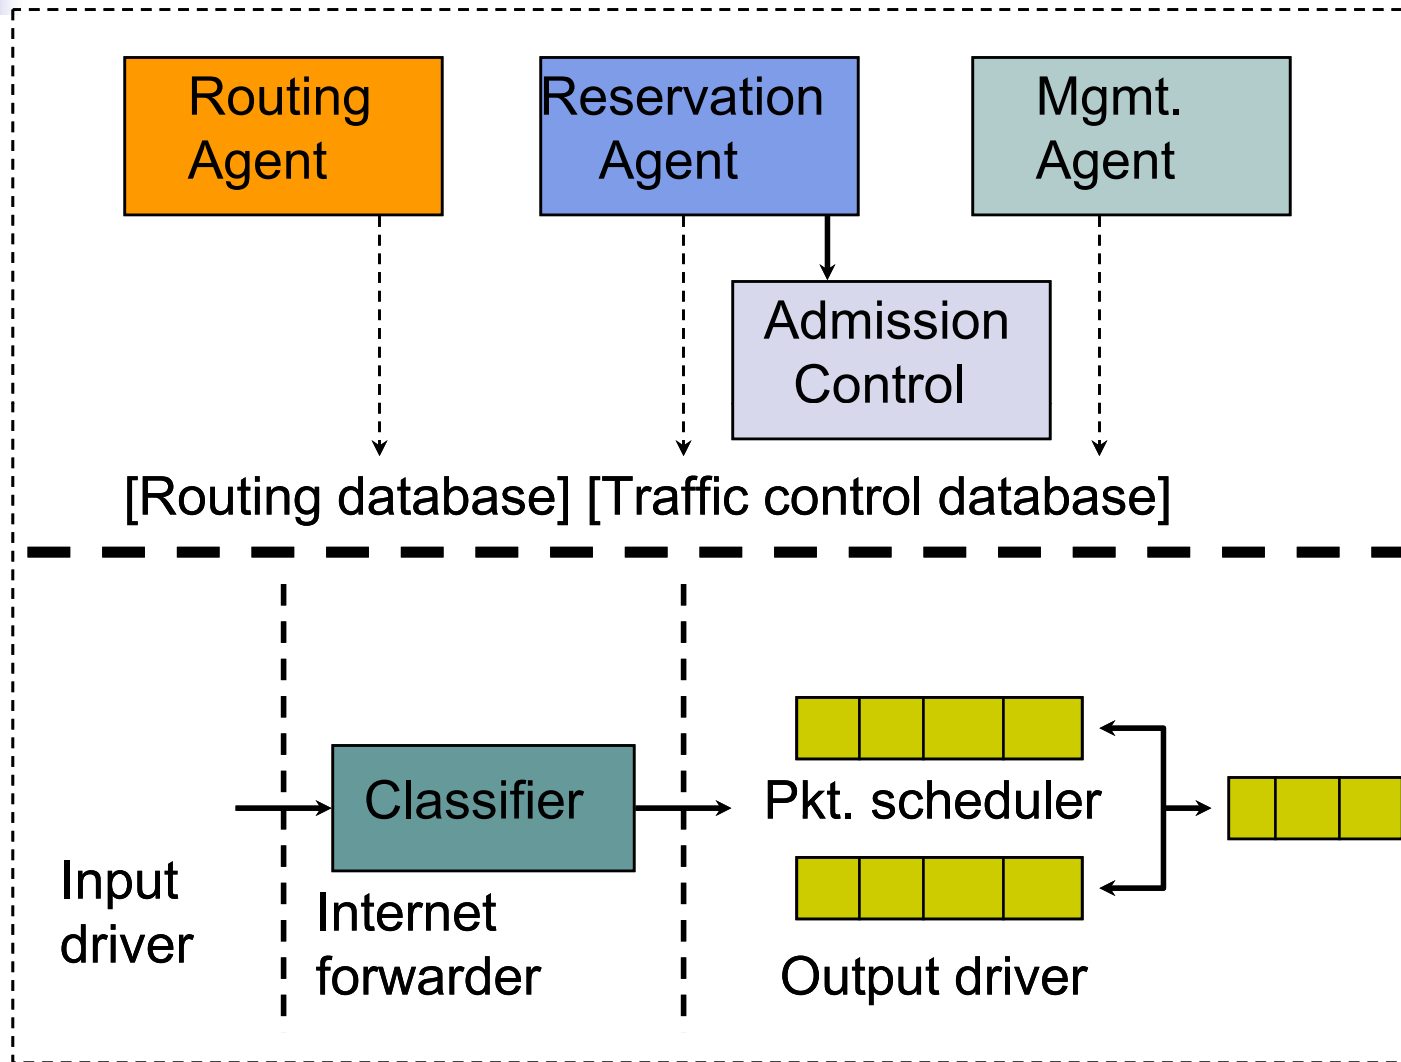 Routing
Agent
Reservation
Agent
Mgmt.
Agent
Admission
Control
[Routing database] [Traffic control database]
Classifier
Pkt. scheduler
Input
driver
Internet
forwarder
Output driver